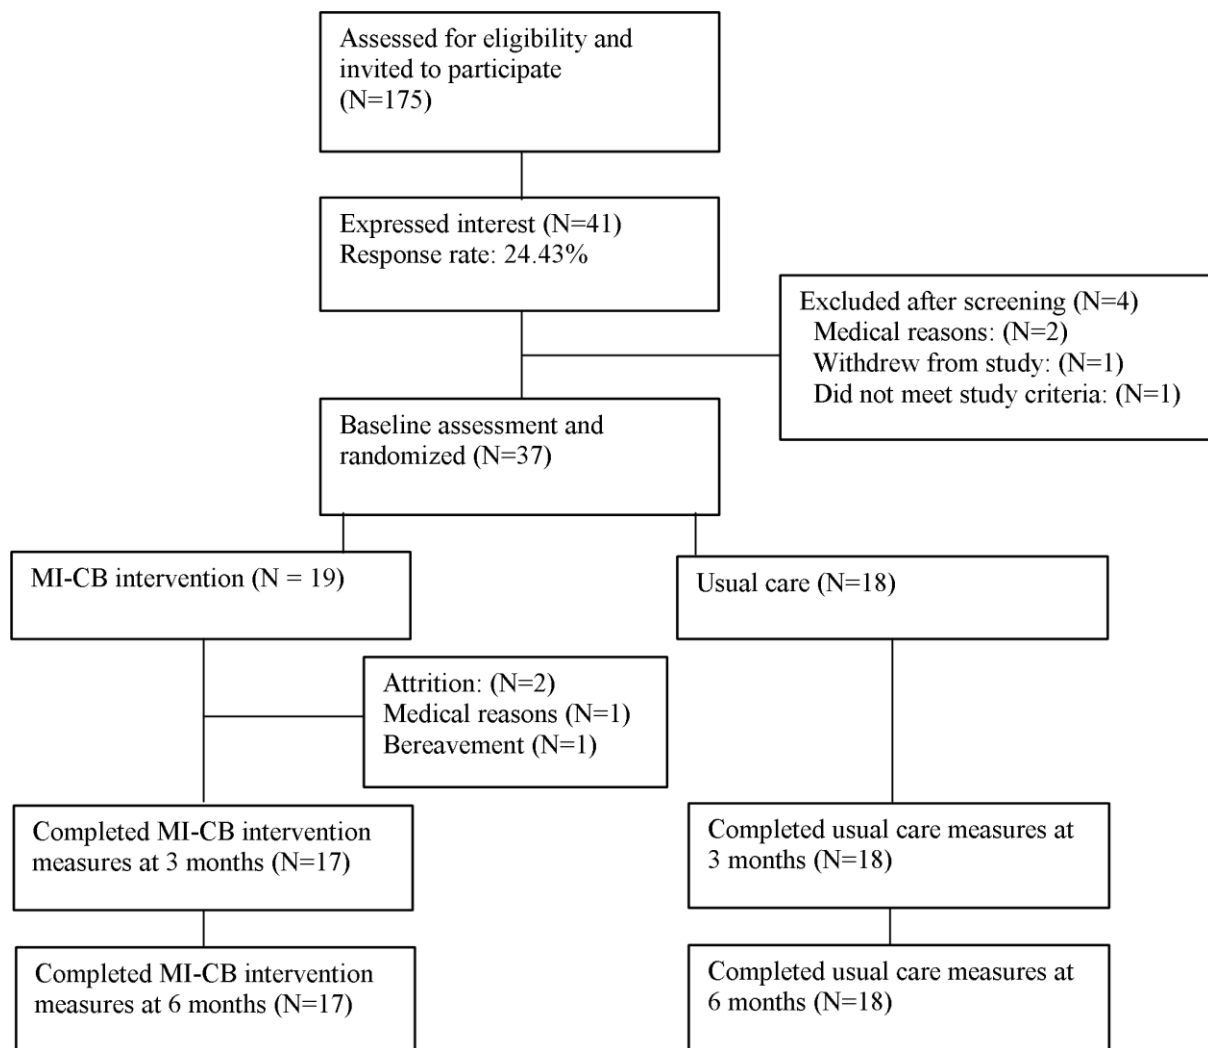 Assessed for eligibility and
invited to participate
(N=175)
Expressed interest (N=41)
Response rate: 24.43%
Excluded after screening (N=4)
Medical reasons: (N=2)
Withdrew from study: (N=1)
Did not meet study criteria: (N=1)
Baseline assessment and
randomized (N=37)
MI-CB intervention (N = 19)
Usual care (N=18)
Attrition: (N=2)
Medical reasons (N=1)
Bereavement (N=1)
Completed MI-CB intervention
measures at 3 months (N=17)
Completed usual care measures at
3 months (N=18)
Completed MI-CB intervention
measures at 6 months (N=17)
Completed usual care measures at
6 months (N=18)